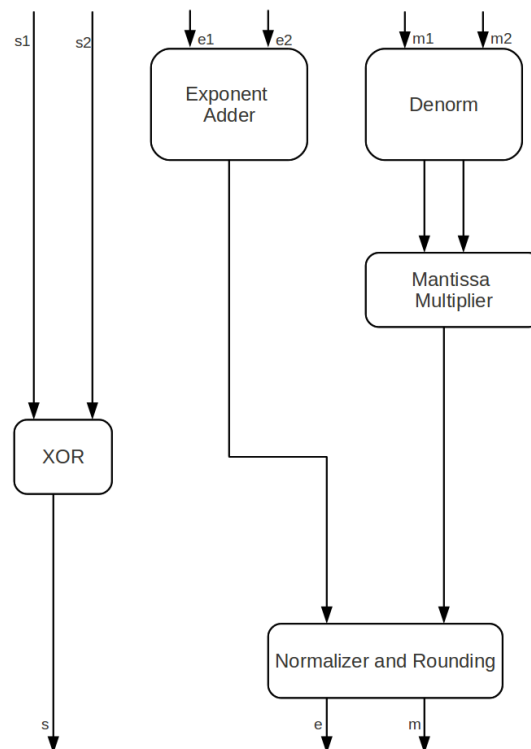 s1
s2
e1
e2
m1
m2
Exponent
Adder
Denorm
Mantissa
Multiplier
XOR
Normalizer and Rounding
s
e
m